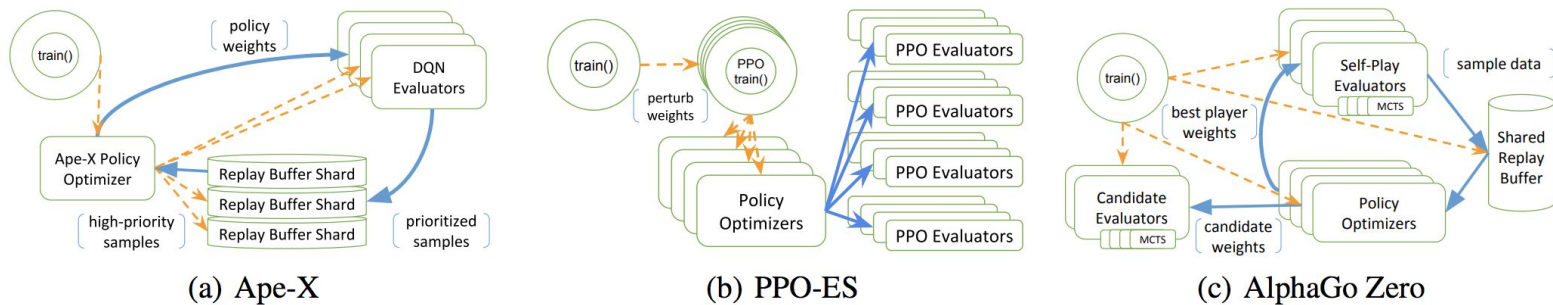 train()
policy
weights
DQN
Evaluators
Ape-X Policy
Optimizer
Replay Buffer Shard
Replay Buffer Shard
Replay Buffer Shard
high-priority
samples
prioritized
samples
(a) Ape-X
train()
PPO
train()
perturb
weights
Policy
Optimizers
PPO Evaluators
PPO Evaluators
PPO Evaluators
PPO Evaluators
(b) PPO-ES
train()
Self-Play
Evaluators
MCTS
sample data
best player
weights
Shared
Replay
Buffer
Candidate
Evaluators
MCTS
candidate
weights
Policy
Optimizers
(c) AlphaGo Zero